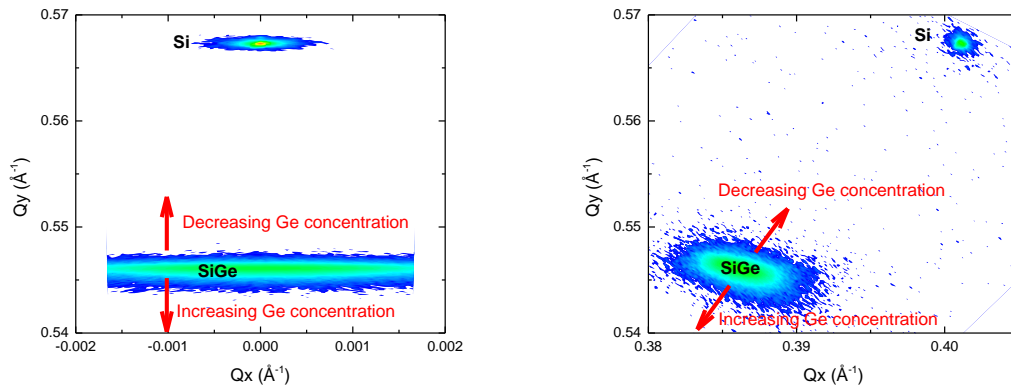 0.57
0.56
0.55
0.54
Qy (Å⁻¹)
-0.002
-0.001
0.000
0.001
0.002
Qx (Å⁻¹)
Si
Decreasing Ge concentration
SiGe
Increasing Ge concentration
0.57
0.56
0.55
0.54
Qy (Å⁻¹)
0.38
0.39
0.40
Qx (Å⁻¹)
Si
Decreasing Ge concentration
SiGe
Increasing Ge concentration